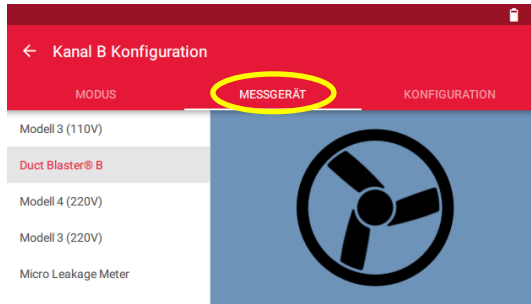 ← Kanal B Konfiguration
MODUS MESSGERÄT KONFIGURATION
Modell 3 (110V)
Duct Blaster® B
Modell 4 (220V)
Modell 3 (220V)
Micro Leakage Meter